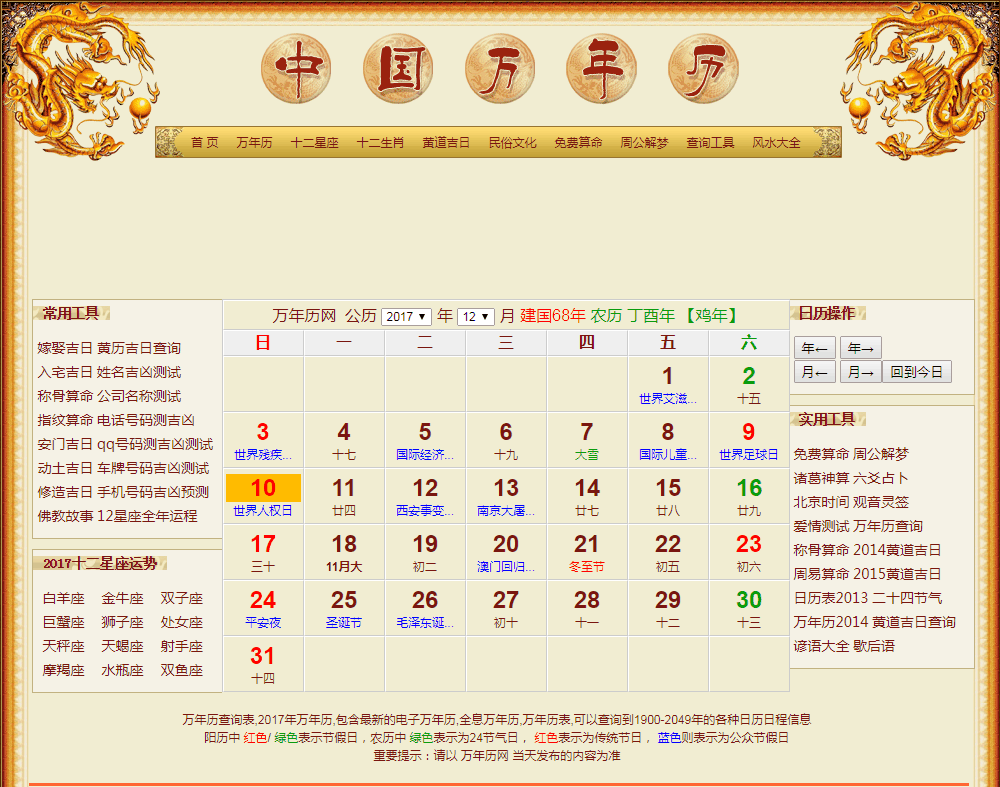 中国万年历
首 页 万年历 十二星座 十二生肖 黄道吉日 民俗文化 免费算命 周公解梦 查询工具 风水大全
常用工具
嫁娶吉日 黄历吉日查询
入宅吉日 姓名吉凶测试
称骨算命 公司名称测试
指纹算命 电话号码测吉凶
安门吉日 qq号码测吉凶测试
动土吉日 车牌号码吉凶测试
修造吉日 手机号码吉凶预测
佛教故事 12星座全年运程
2017十二星座运势
白羊座 金牛座 双子座
巨蟹座 狮子座 处女座
天秤座 天蝎座 射手座
摩羯座 水瓶座 双鱼座
万年历网 公历 2017 年 12 月 建国68年 农历 丁酉年 【鸡年】
日 一 二 三 四 五 六
1 2
世界艾滋... 十五
3 4 5 6 7 8 9
世界残疾... 十七 国际经济... 十九 大雪 国际儿童... 世界足球日
10 11 12 13 14 15 16
世界人权日 廿四 西安事变... 南京大屠... 廿七 廿八 廿九
17 18 19 20 21 22 23
三十 11月大 初二 澳门回归... 冬至节 初五 初六
24 25 26 27 28 29 30
平安夜 圣诞节 毛泽东诞... 初十 十一 十二 十三
31
十四
日历操作
年← 年→
月← 月→ 回到今日
实用工具
免费算命 周公解梦
诸葛神算 六爻占卜
北京时间 观音灵签
爱情测试 万年历查询
称骨算命 2014黄道吉日
周易算命 2015黄道吉日
日历表2013 二十四节气
万年历2014 黄道吉日查询
谚语大全 歇后语
万年历查询表,2017年万年历,包含最新的电子万年历,全息万年历,万年历表,可以查询到1900-2049年的各种日历日程信息
阳历中 红色/ 绿色表示节假日，农历中 绿色表示为24节气日， 红色表示为传统节日， 蓝色则表示为公众节假日
重要提示：请以 万年历网 当天发布的内容为准